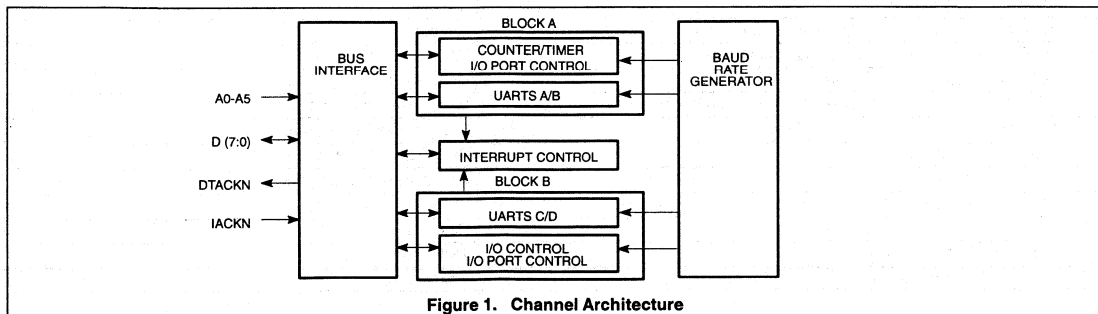 BLOCK A
BUS
INTERFACE
COUNTER/TIMER
I/O PORT CONTROL
BAUD
RATE
GENERATOR
A0-A5
UARTS A/B
D (7:0)
INTERRUPT CONTROL
DTACKN
BLOCK B
UARTS C/D
IACKN
I/O CONTROL
I/O PORT CONTROL
Figure 1. Channel Architecture